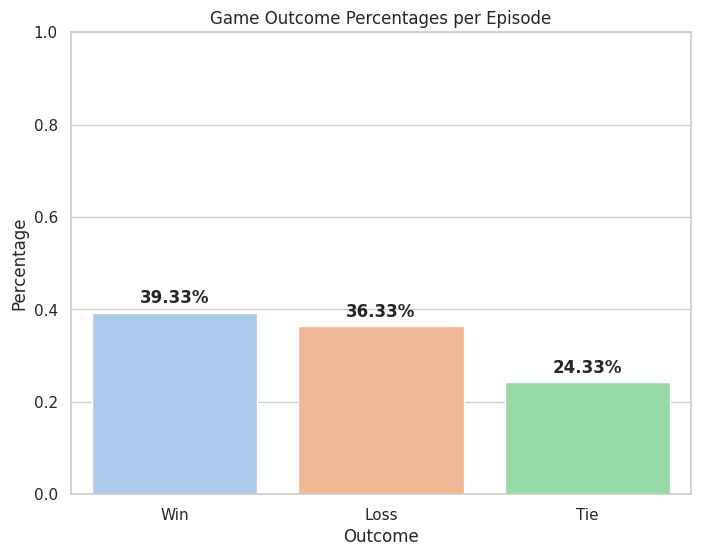 Game Outcome Percentages per Episode
1.0
0.8
0.6
0.4
0.2
0.0
Percentage
39.33%
36.33%
24.33%
Win
Loss
Tie
Outcome